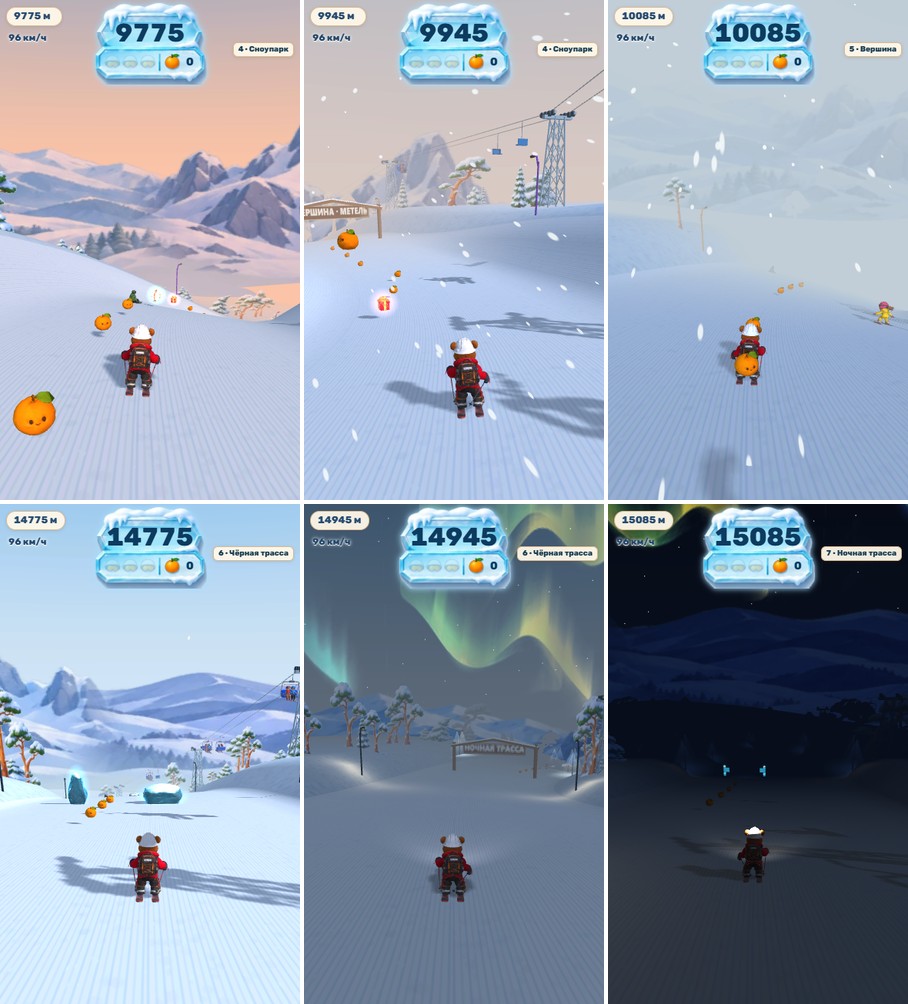 9775 м
9775
96 км/ч
0
4 · Сноупарк
9945 м
9945
96 км/ч
0
4 · Сноупарк
ЕРШИНА · МЕТЕЛЬ
10085 м
10085
96 км/ч
0
5 · Вершина
14775 м
14775
96 км/ч
0
6 · Чёрная трасса
14945 м
14945
96 км/ч
0
6 · Чёрная трасса
НОЧНАЯ ТРАССА
15085 м
15085
96 км/ч
0
7 · Ночная трасса